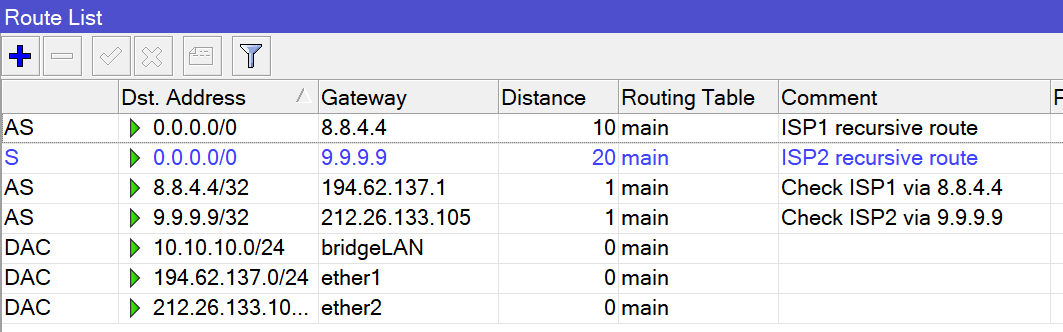 Route List
Dst. Address Gateway Distance Routing Table Comment P
AS 0.0.0.0/0 8.8.4.4 10 main ISP1 recursive route
S 0.0.0.0/0 9.9.9.9 20 main ISP2 recursive route
AS 8.8.4.4/32 194.62.137.1 1 main Check ISP1 via 8.8.4.4
AS 9.9.9.9/32 212.26.133.105 1 main Check ISP2 via 9.9.9.9
DAC 10.10.10.0/24 bridgeLAN 0 main
DAC 194.62.137.0/24 ether1 0 main
DAC 212.26.133.10... ether2 0 main